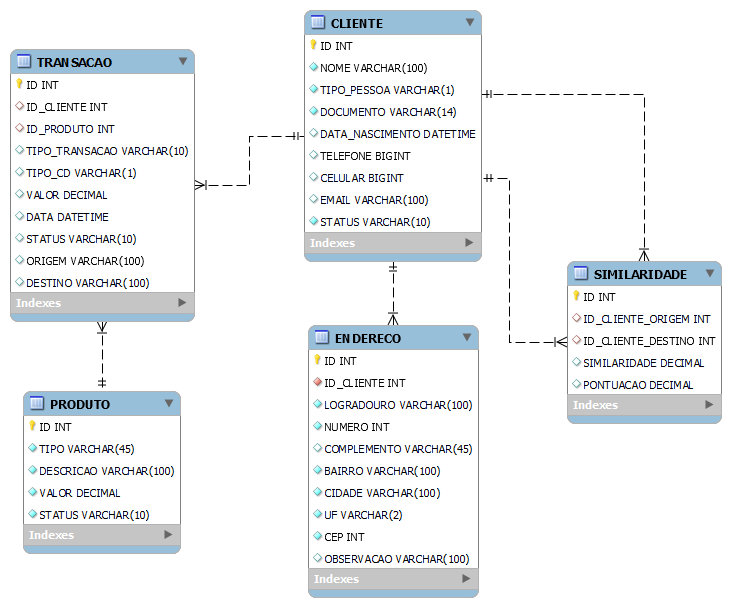 CLIENTE
ID INT
NOME VARCHAR(100)
TIPO_PESSOA VARCHAR(1)
DOCUMENTO VARCHAR(14)
DATA_NASCIMENTO DATETIME
TELEFONE BIGINT
CELULAR BIGINT
EMAIL VARCHAR(100)
STATUS VARCHAR(10)
Indexes
TRANSACAO
ID INT
ID_CLIENTE INT
ID_PRODUTO INT
TIPO_TRANSACAO VARCHAR(10)
TIPO_CD VARCHAR(1)
VALOR DECIMAL
DATA DATETIME
STATUS VARCHAR(10)
ORIGEM VARCHAR(100)
DESTINO VARCHAR(100)
Indexes
SIMILARIDADE
ID INT
ID_CLIENTE_ORIGEM INT
ID_CLIENTE_DESTINO INT
SIMILARIDADE DECIMAL
PONTUACAO DECIMAL
Indexes
ENDERECO
ID INT
ID_CLIENTE INT
LOGRADOURO VARCHAR(100)
NUMERO INT
COMPLEMENTO VARCHAR(45)
BAIRRO VARCHAR(100)
CIDADE VARCHAR(100)
UF VARCHAR(2)
CEP INT
OBSERVACAO VARCHAR(100)
Indexes
PRODUTO
ID INT
TIPO VARCHAR(45)
DESCRICAO VARCHAR(100)
VALOR DECIMAL
STATUS VARCHAR(10)
Indexes